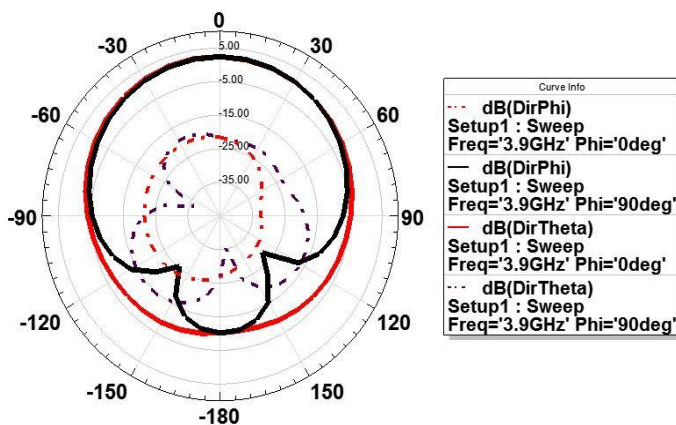 0
-30
30
5.00
-5.00
-60
60
-15.00
-25.00
-35.00
-90
90
-120
120
-150
150
-180
Curve Info
dB(DirPhi)
Setup1 : Sweep
Freq='3.9GHz' Phi='0deg'
dB(DirPhi)
Setup1 : Sweep
Freq='3.9GHz' Phi='90deg'
dB(DirTheta)
Setup1 : Sweep
Freq='3.9GHz' Phi='0deg'
dB(DirTheta)
Setup1 : Sweep
Freq='3.9GHz' Phi='90deg'